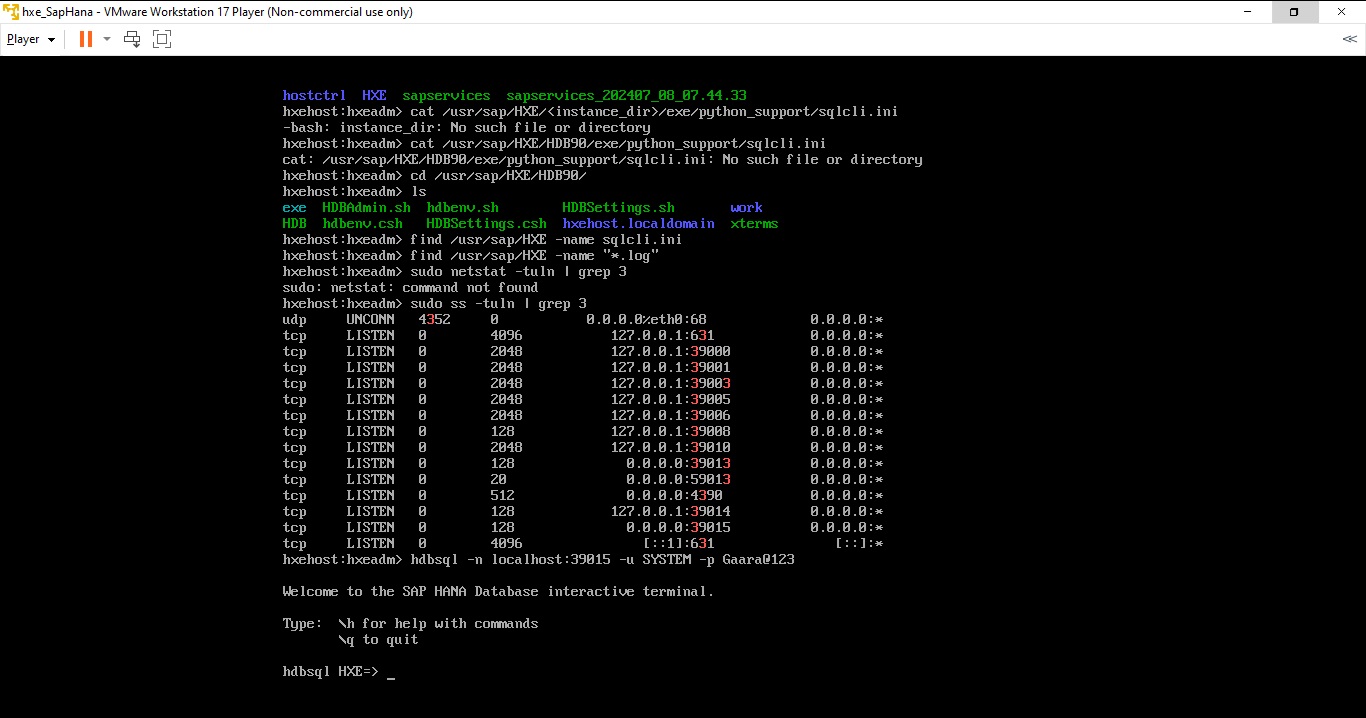 hxe_SapHana - VMware Workstation 17 Player (Non-commercial use only)
Player
hostctrl HXE sapservices sapservices_202407_08_07.44.33
hxehost:hxeadm> cat /usr/sap/HXE/<instance_dir>/exe/python_support/sqlcli.ini
-bash: instance_dir: No such file or directory
hxehost:hxeadm> cat /usr/sap/HXE/HDB90/exe/python_support/sqlcli.ini
cat: /usr/sap/HXE/HDB90/exe/python_support/sqlcli.ini: No such file or directory
hxehost:hxeadm> cd /usr/sap/HXE/HDB90/
hxehost:hxeadm> ls
exe HDBAdmin.sh hdbenv.sh HDBSettings.sh work
HDB hdbenv.csh HDBSettings.csh hxehost.localdomain xterms
hxehost:hxeadm> find /usr/sap/HXE -name sqlcli.ini
hxehost:hxeadm> find /usr/sap/HXE -name "*.log"
hxehost:hxeadm> sudo netstat -tuln | grep 3
sudo: netstat: command not found
hxehost:hxeadm> sudo ss -tuln | grep 3
udp UNCONN 4352 0 0.0.0.0%eth0:68 0.0.0.0:*
tcp LISTEN 0 4096 127.0.0.1:631 0.0.0.0:*
tcp LISTEN 0 2048 127.0.0.1:39000 0.0.0.0:*
tcp LISTEN 0 2048 127.0.0.1:39001 0.0.0.0:*
tcp LISTEN 0 2048 127.0.0.1:39003 0.0.0.0:*
tcp LISTEN 0 2048 127.0.0.1:39005 0.0.0.0:*
tcp LISTEN 0 2048 127.0.0.1:39006 0.0.0.0:*
tcp LISTEN 0 128 127.0.0.1:39008 0.0.0.0:*
tcp LISTEN 0 2048 127.0.0.1:39010 0.0.0.0:*
tcp LISTEN 0 128 0.0.0.0:39013 0.0.0.0:*
tcp LISTEN 0 20 0.0.0.0:59013 0.0.0.0:*
tcp LISTEN 0 512 0.0.0.0:4390 0.0.0.0:*
tcp LISTEN 0 128 127.0.0.1:39014 0.0.0.0:*
tcp LISTEN 0 128 0.0.0.0:39015 0.0.0.0:*
tcp LISTEN 0 4096 [::1]:631 [::]:*
hxehost:hxeadm> hdbsql -n localhost:39015 -u SYSTEM -p Gaara@123
Welcome to the SAP HANA Database interactive terminal.
Type: \h for help with commands
\q to quit
hdbsql HXE=> _